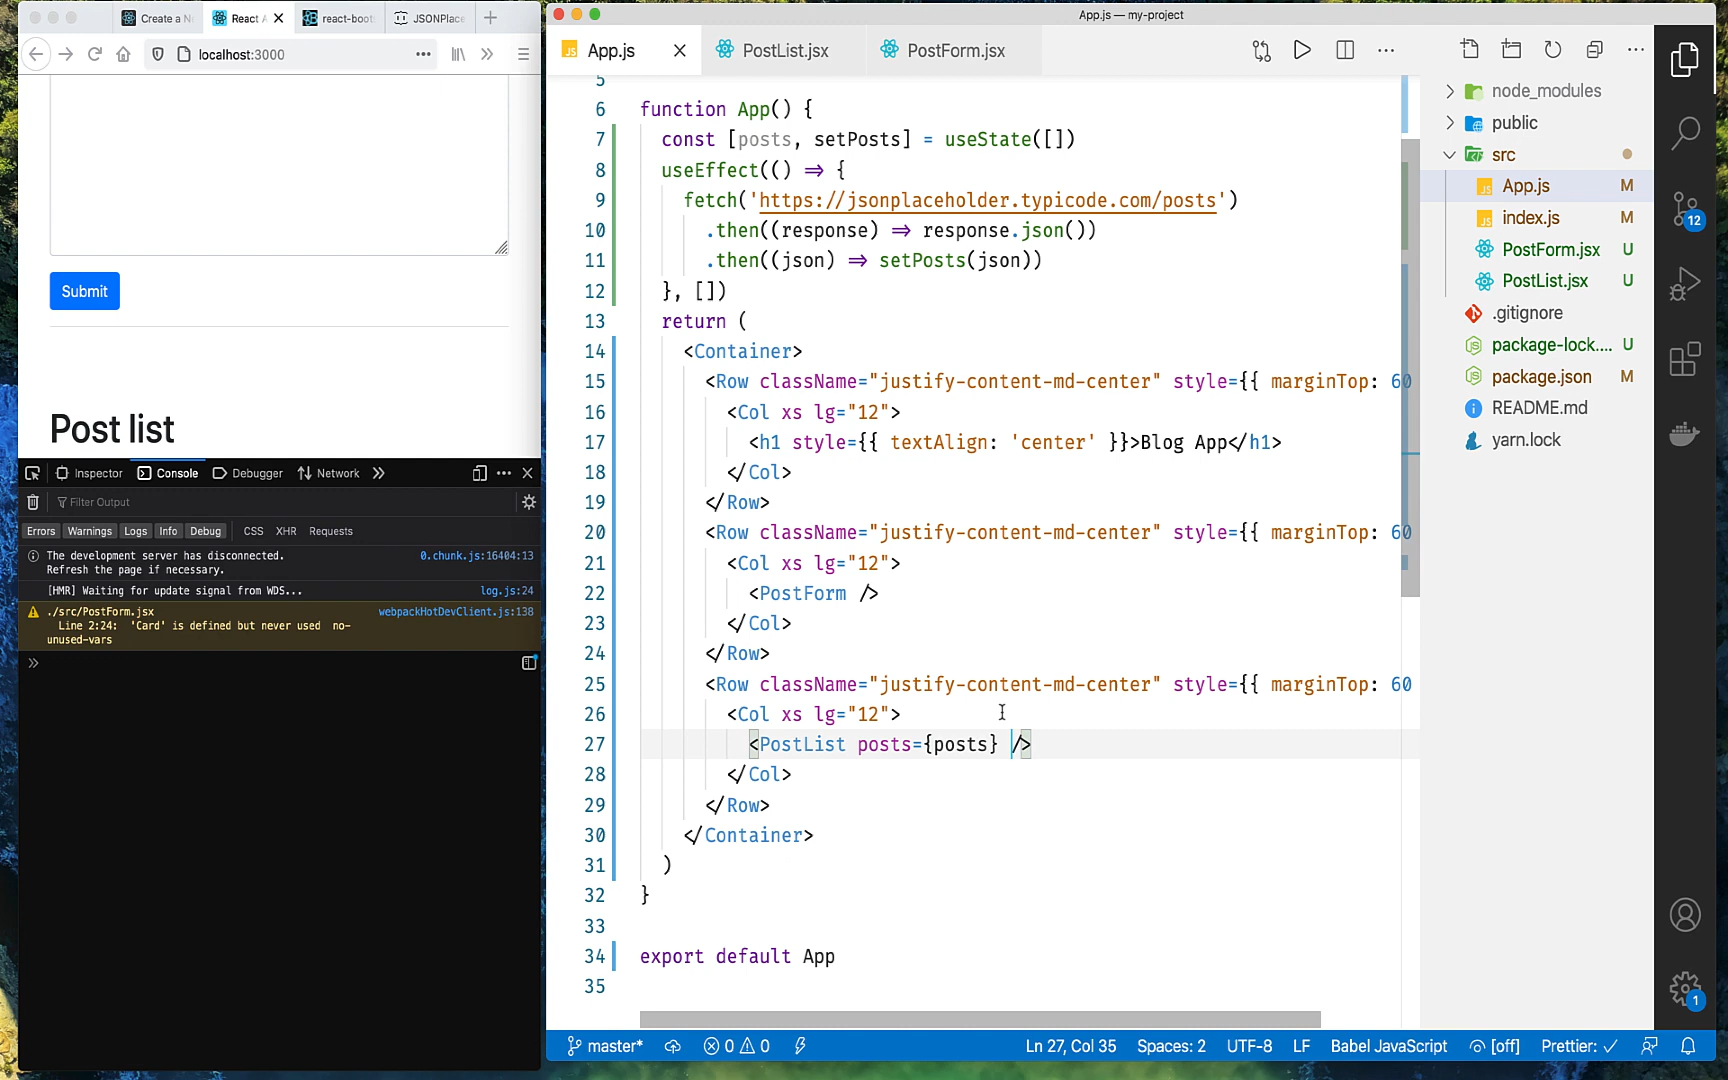 Create a N
React A
react-boot
JSONPlace
App.js — my-project
localhost:3000
App.js
PostList.jsx
PostForm.jsx
Submit
Post list
Inspector
Console
Debugger
Network
Filter Output
Errors
Warnings
Logs
Info
Debug
CSS
XHR
Requests
The development server has disconnected. 0.chunk.js:16404:13
Refresh the page if necessary.
[HMR] Waiting for update signal from WDS... log.js:24
./src/PostForm.jsx webpackHotDevClient.js:138
Line 2:24: 'Card' is defined but never used no-
unused-vars
5
6 function App() {
7 const [posts, setPosts] = useState([])
8 useEffect(() => {
9 fetch('https://jsonplaceholder.typicode.com/posts')
10 .then((response) => response.json())
11 .then((json) => setPosts(json))
12 }, [])
13 return (
14 <Container>
15 <Row className="justify-content-md-center" style={{ marginTop: 60
16 <Col xs lg="12">
17 <h1 style={{ textAlign: 'center' }}>Blog App</h1>
18 </Col>
19 </Row>
20 <Row className="justify-content-md-center" style={{ marginTop: 60
21 <Col xs lg="12">
22 <PostForm />
23 </Col>
24 </Row>
25 <Row className="justify-content-md-center" style={{ marginTop: 60
26 <Col xs lg="12">
27 <PostList posts={posts} />
28 </Col>
29 </Row>
30 </Container>
31 )
32 }
33
34 export default App
35
node_modules
public
src
App.js M
index.js M
PostForm.jsx U
PostList.jsx U
.gitignore
package-lock.... U
package.json M
README.md
yarn.lock
12
1
master*
0
0
Ln 27, Col 35
Spaces: 2
UTF-8
LF
Babel JavaScript
[off]
Prettier: ✓